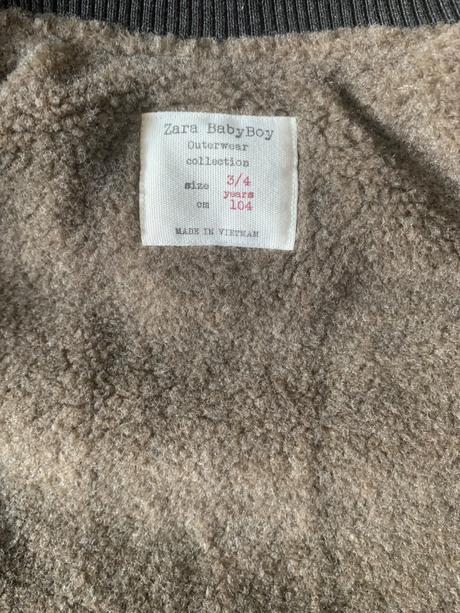 Zara BabyBoy
Outerwear
collection
size 3/4
years
cm 104
MADE IN VIETNAM